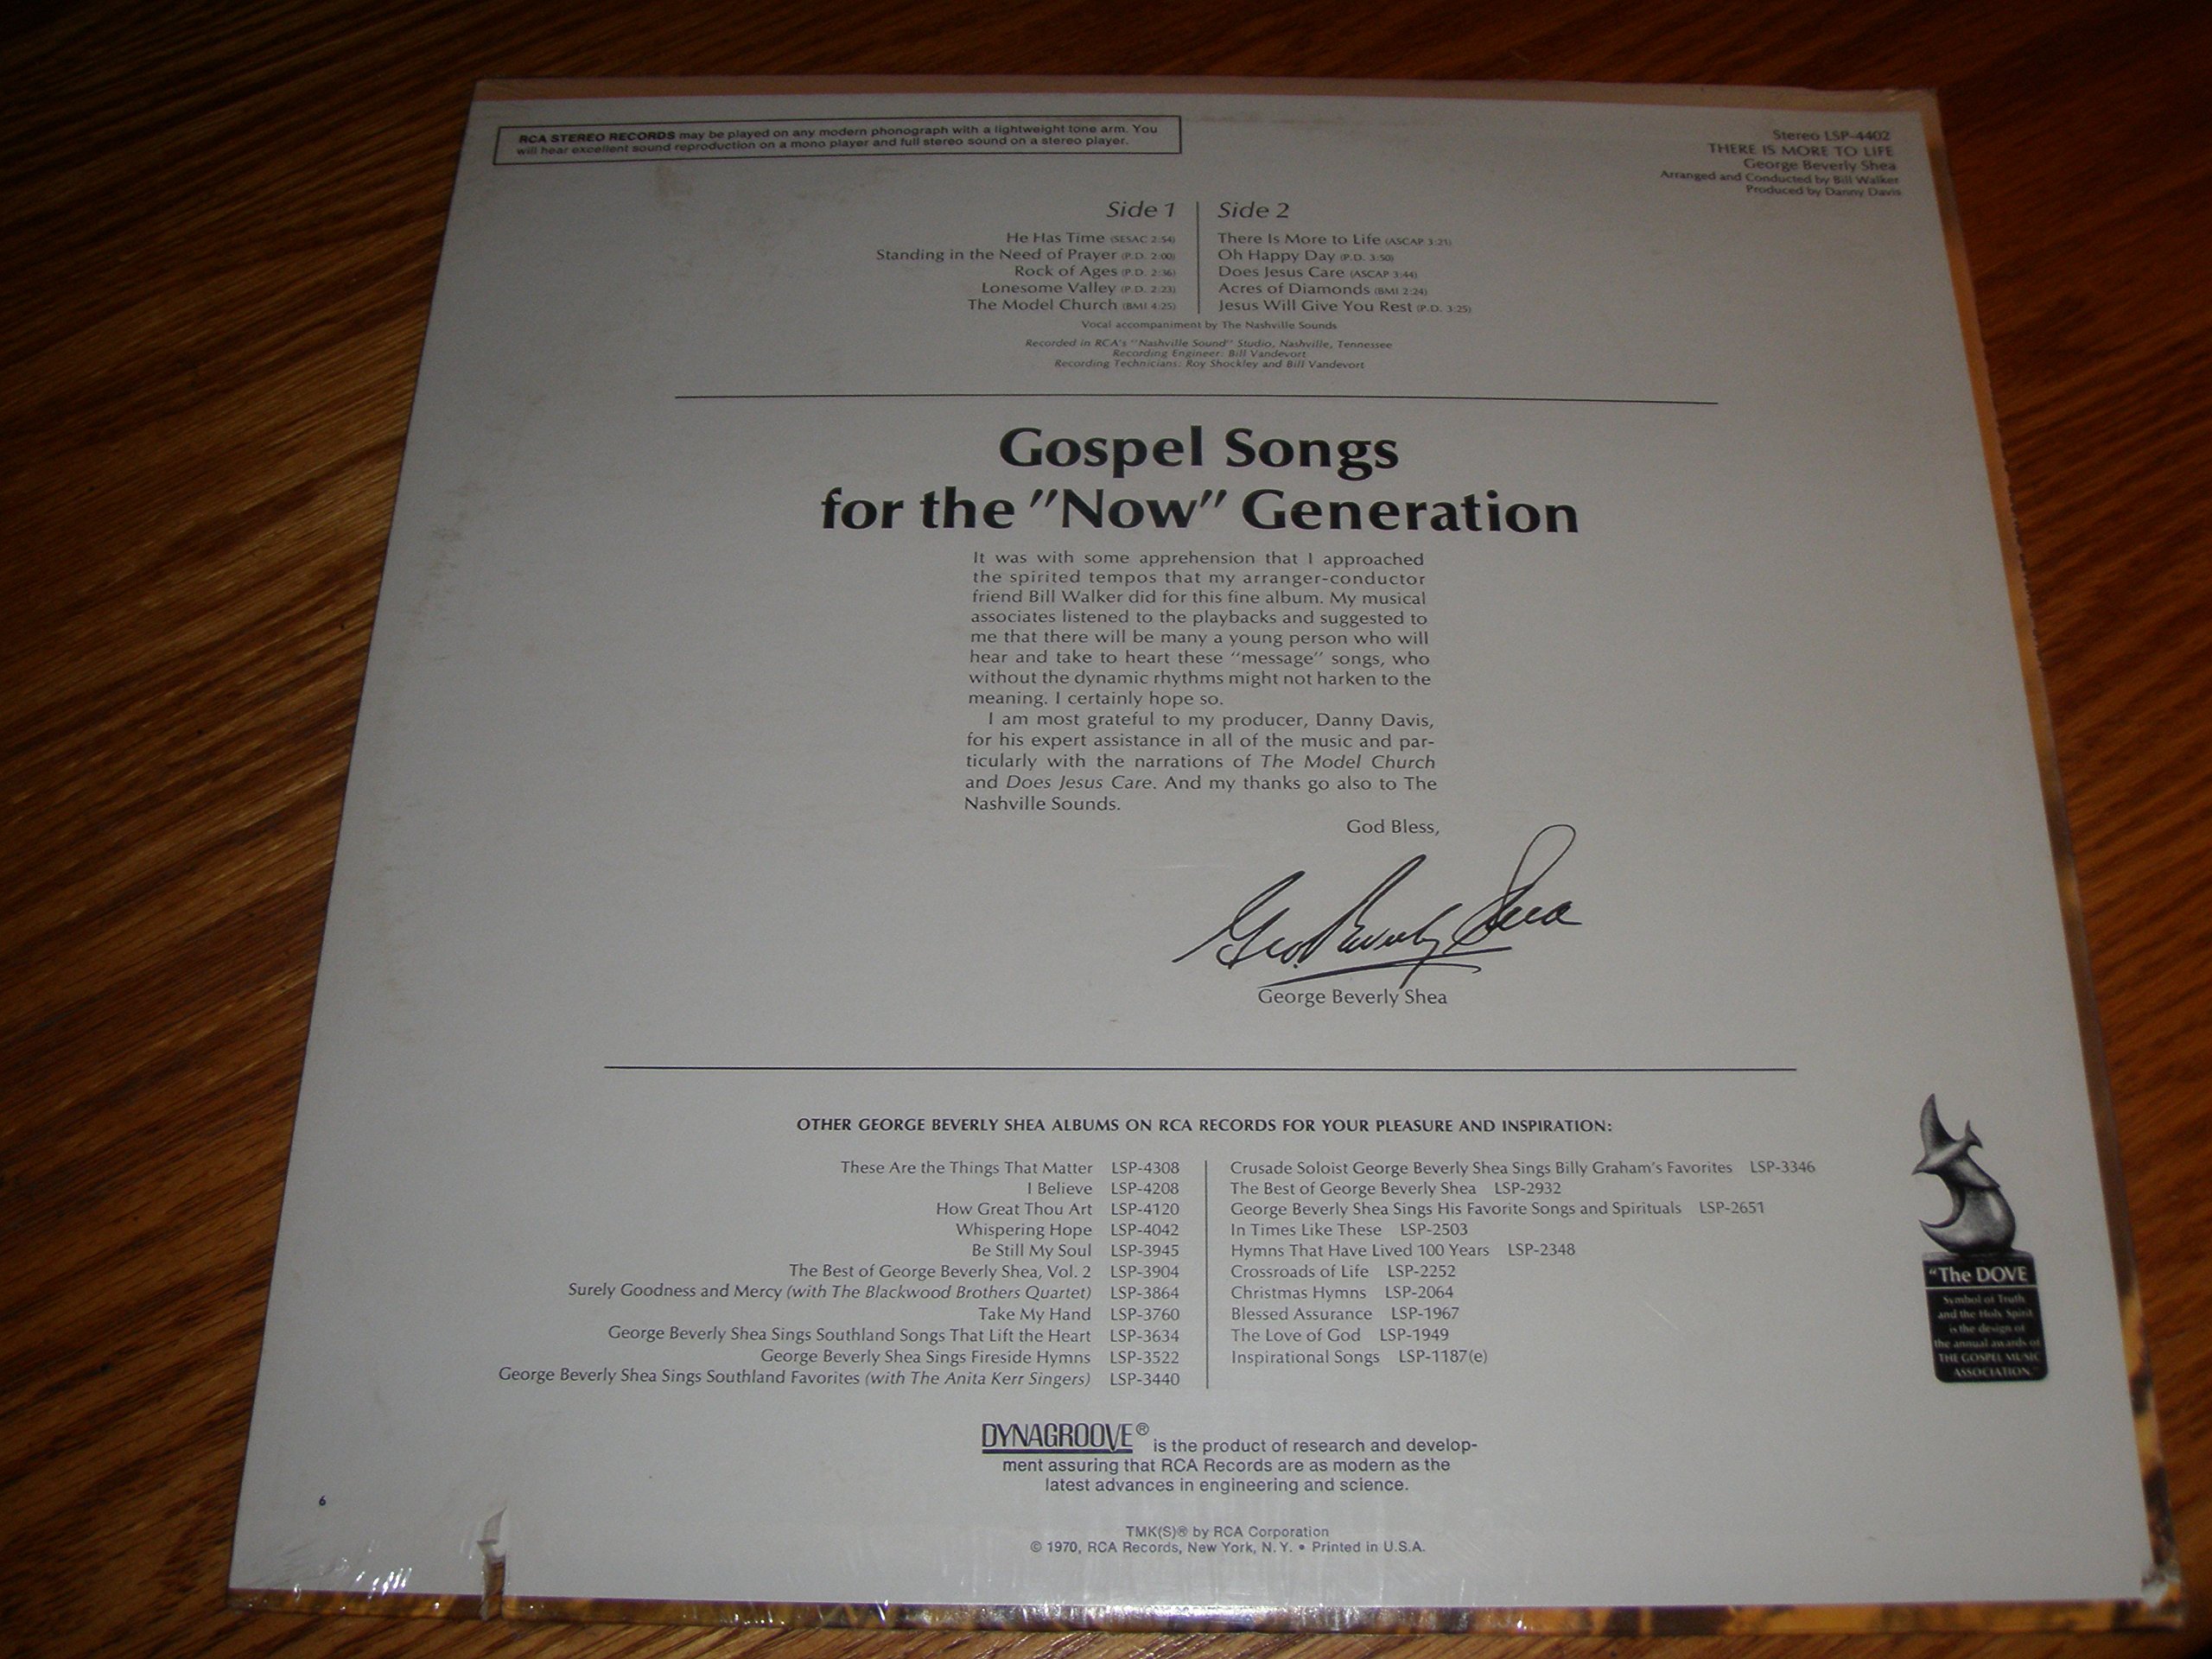 RCA STEREO RECORDS may be played on any modern phonograph with a lightweight tone arm. You
will hear excellent sound reproduction on a mono player and full stereo sound on a stereo player.
Stereo LSP-4402
THERE IS MORE TO LIFE
George Beverly Shea
Arranged and Conducted by Bill Walker
Produced by Danny Davis
Side 1
He Has Time (SESAC 2:54)
Standing in the Need of Prayer (P.D. 2:00)
Rock of Ages (P.D. 2:36)
Lonesome Valley (P.D. 2:23)
The Model Church (BMI 4:25)
Side 2
There Is More to Life (ASCAP 3:21)
Oh Happy Day (P.D. 3:50)
Does Jesus Care (ASCAP 3:44)
Acres of Diamonds (BMI 2:24)
Jesus Will Give You Rest (P.D. 3:25)
Vocal accompaniment by The Nashville Sounds
Recorded in RCA's "Nashville Sound" Studio, Nashville, Tennessee
Recording Engineer: Bill Vandevort
Recording Technicians: Roy Shockley and Bill Vandevort
Gospel Songs
for the "Now" Generation
It was with some apprehension that I approached
the spirited tempos that my arranger-conductor
friend Bill Walker did for this fine album. My musical
associates listened to the playbacks and suggested to
me that there will be many a young person who will
hear and take to heart these "message" songs, who
without the dynamic rhythms might not harken to the
meaning. I certainly hope so.
I am most grateful to my producer, Danny Davis,
for his expert assistance in all of the music and par-
ticularly with the narrations of The Model Church
and Does Jesus Care. And my thanks go also to The
Nashville Sounds.
God Bless,
Geo. Beverly Shea
George Beverly Shea
OTHER GEORGE BEVERLY SHEA ALBUMS ON RCA RECORDS FOR YOUR PLEASURE AND INSPIRATION:
These Are the Things That Matter LSP-4308
I Believe LSP-4208
How Great Thou Art LSP-4120
Whispering Hope LSP-4042
Be Still My Soul LSP-3945
The Best of George Beverly Shea, Vol. 2 LSP-3904
Surely Goodness and Mercy (with The Blackwood Brothers Quartet) LSP-3864
Take My Hand LSP-3760
George Beverly Shea Sings Southland Songs That Lift the Heart LSP-3634
George Beverly Shea Sings Fireside Hymns LSP-3522
George Beverly Shea Sings Southland Favorites (with The Anita Kerr Singers) LSP-3440
Crusade Soloist George Beverly Shea Sings Billy Graham's Favorites LSP-3346
The Best of George Beverly Shea LSP-2932
George Beverly Shea Sings His Favorite Songs and Spirituals LSP-2651
In Times Like These LSP-2503
Hymns That Have Lived 100 Years LSP-2348
Crossroads of Life LSP-2252
Christmas Hymns LSP-2064
Blessed Assurance LSP-1967
The Love of God LSP-1949
Inspirational Songs LSP-1187(e)
"The DOVE
Symbol of Truth
and the Holy Spirit
is the design of
the annual awards of
THE GOSPEL MUSIC
ASSOCIATION."
DYNAGROOVE® is the product of research and develop-
ment assuring that RCA Records are as modern as the
latest advances in engineering and science.
6
TMK(S)® by RCA Corporation
© 1970, RCA Records, New York, N.Y. • Printed in U.S.A.